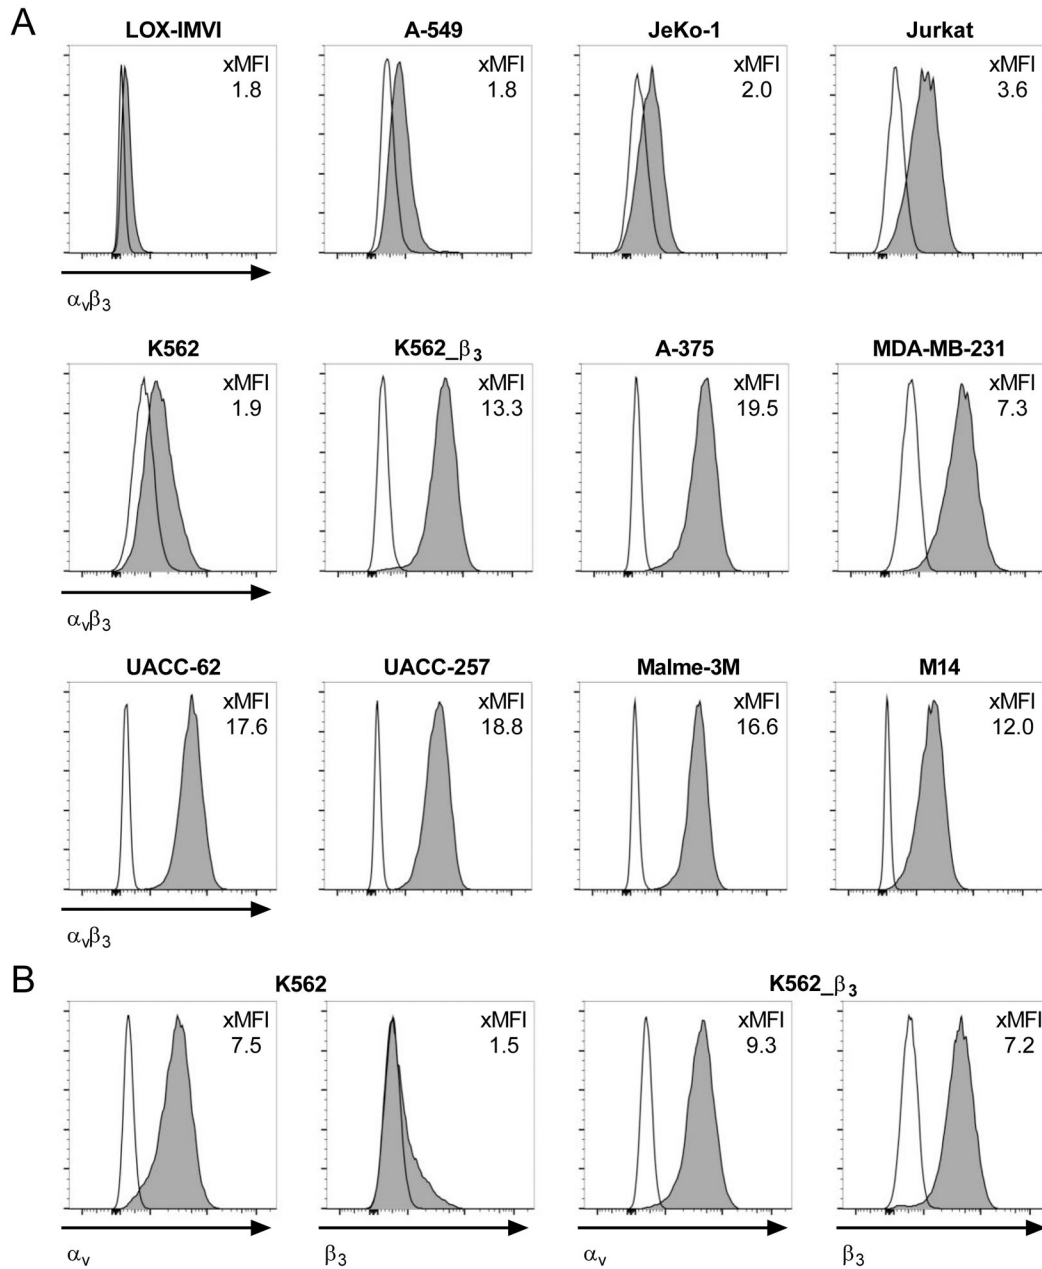 A
LOX-IMVI
xMFI
1.8
A-549
xMFI
1.8
JeKo-1
xMFI
2.0
Jurkat
xMFI
3.6
αvβ3
K562
xMFI
1.9
K562_β3
xMFI
13.3
A-375
xMFI
19.5
MDA-MB-231
xMFI
7.3
αvβ3
UACC-62
xMFI
17.6
UACC-257
xMFI
18.8
Malme-3M
xMFI
16.6
M14
xMFI
12.0
αvβ3
B
K562
xMFI
7.5
αv
xMFI
1.5
β3
K562_β3
xMFI
9.3
αv
xMFI
7.2
β3